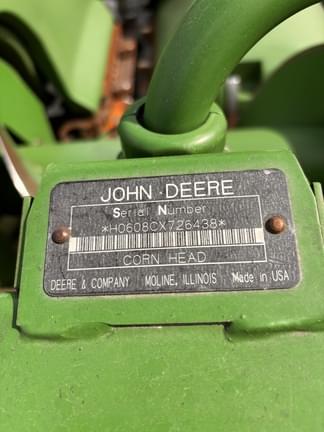 JOHN DEERE
Serial Number
*H0608CX726438*
CORN HEAD
DEERE & COMPANY MOLINE, ILLINOIS Made in USA